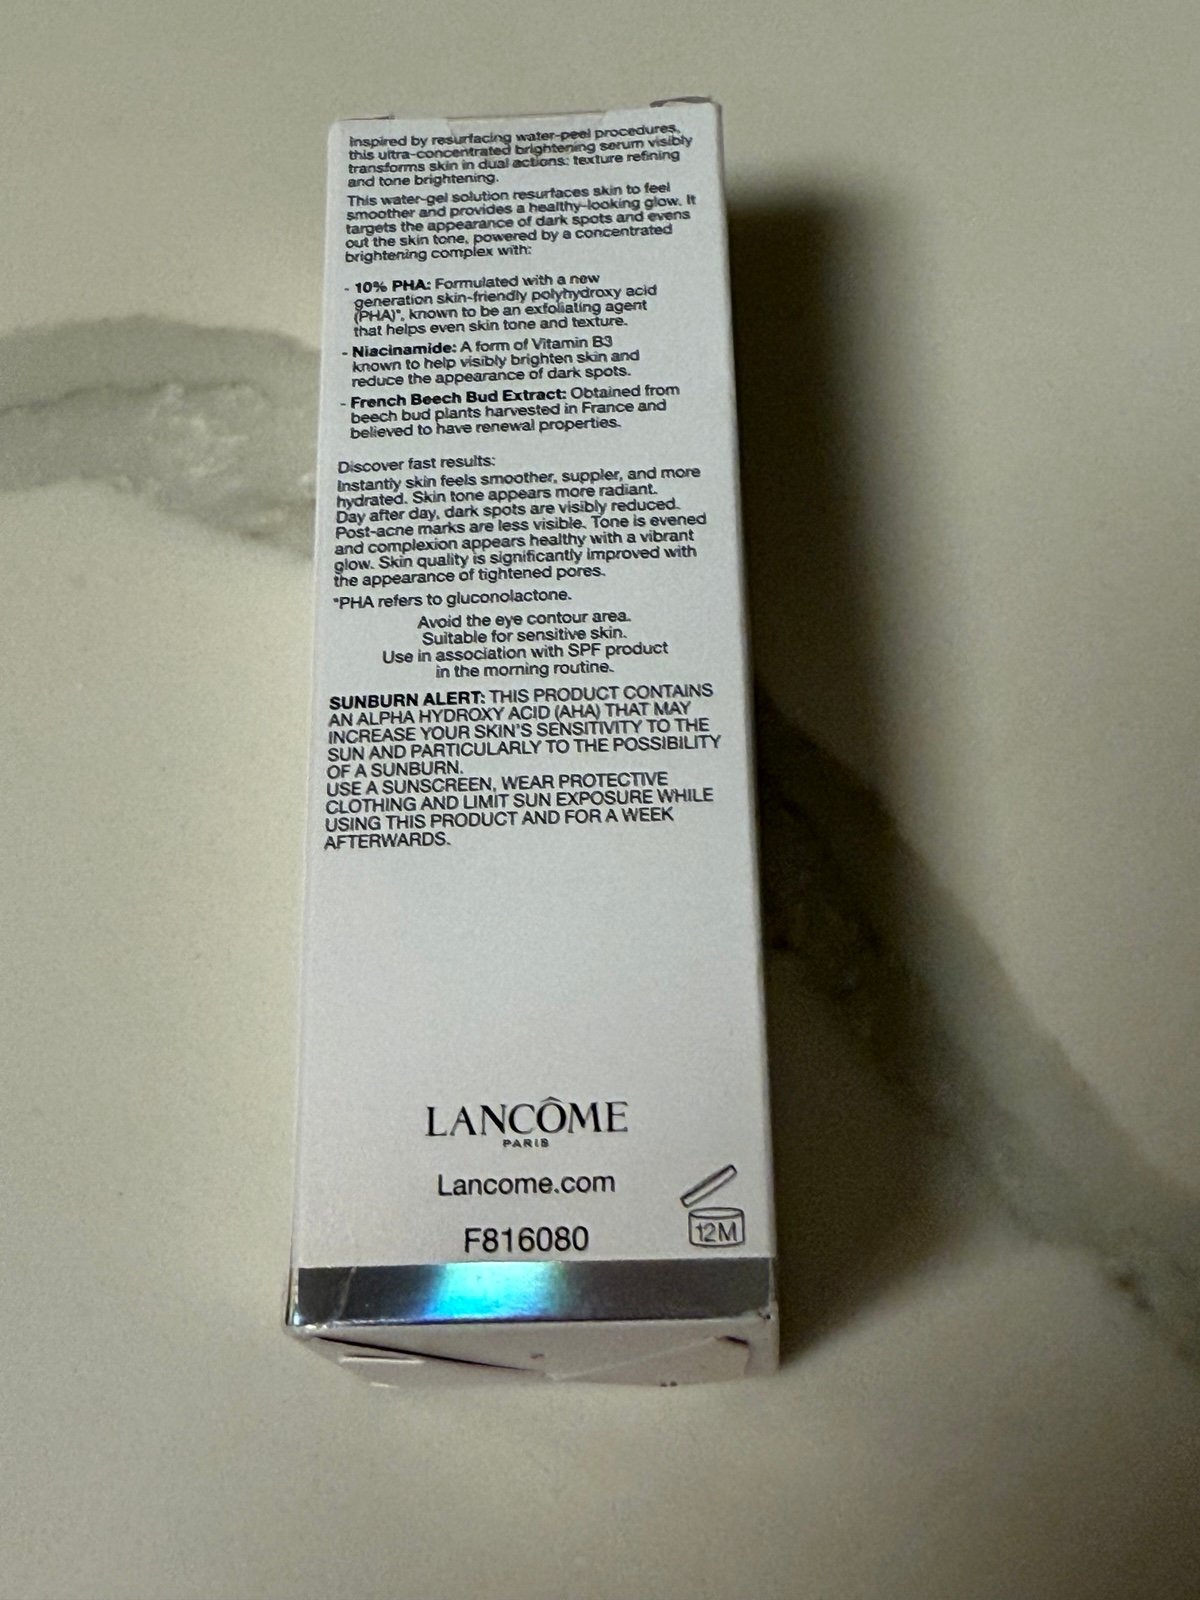 Inspired by resurfacing water-peel procedures,
this ultra-concentrated brightening serum visibly
transforms skin in dual actions: texture refining
and tone brightening.
This water-gel solution resurfaces skin to feel
smoother and provides a healthy-looking glow. It
targets the appearance of dark spots and evens
out the skin tone, powered by a concentrated
brightening complex with:
- 10% PHA: Formulated with a new
generation skin-friendly polyhydroxy acid
(PHA)*, known to be an exfoliating agent
that helps even skin tone and texture.
- Niacinamide: A form of Vitamin B3
known to help visibly brighten skin and
reduce the appearance of dark spots.
- French Beech Bud Extract: Obtained from
beech bud plants harvested in France and
believed to have renewal properties.
Discover fast results:
Instantly skin feels smoother, suppler, and more
hydrated. Skin tone appears more radiant.
Day after day, dark spots are visibly reduced.
Post-acne marks are less visible. Tone is evened
and complexion appears healthy with a vibrant
glow. Skin quality is significantly improved with
the appearance of tightened pores.
*PHA refers to gluconolactone.
Avoid the eye contour area.
Suitable for sensitive skin.
Use in association with SPF product
in the morning routine.
SUNBURN ALERT: THIS PRODUCT CONTAINS
AN ALPHA HYDROXY ACID (AHA) THAT MAY
INCREASE YOUR SKIN'S SENSITIVITY TO THE
SUN AND PARTICULARLY TO THE POSSIBILITY
OF A SUNBURN.
USE A SUNSCREEN, WEAR PROTECTIVE
CLOTHING AND LIMIT SUN EXPOSURE WHILE
USING THIS PRODUCT AND FOR A WEEK
AFTERWARDS.
LANCÔME
PARIS
Lancome.com
F816080
12M